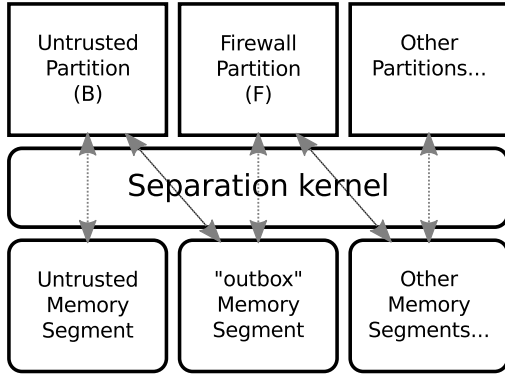 Untrusted
Partition
(B)
Firewall
Partition
(F)
Other
Partitions...
Separation kernel
Untrusted
Memory
Segment
"outbox"
Memory
Segment
Other
Memory
Segments...